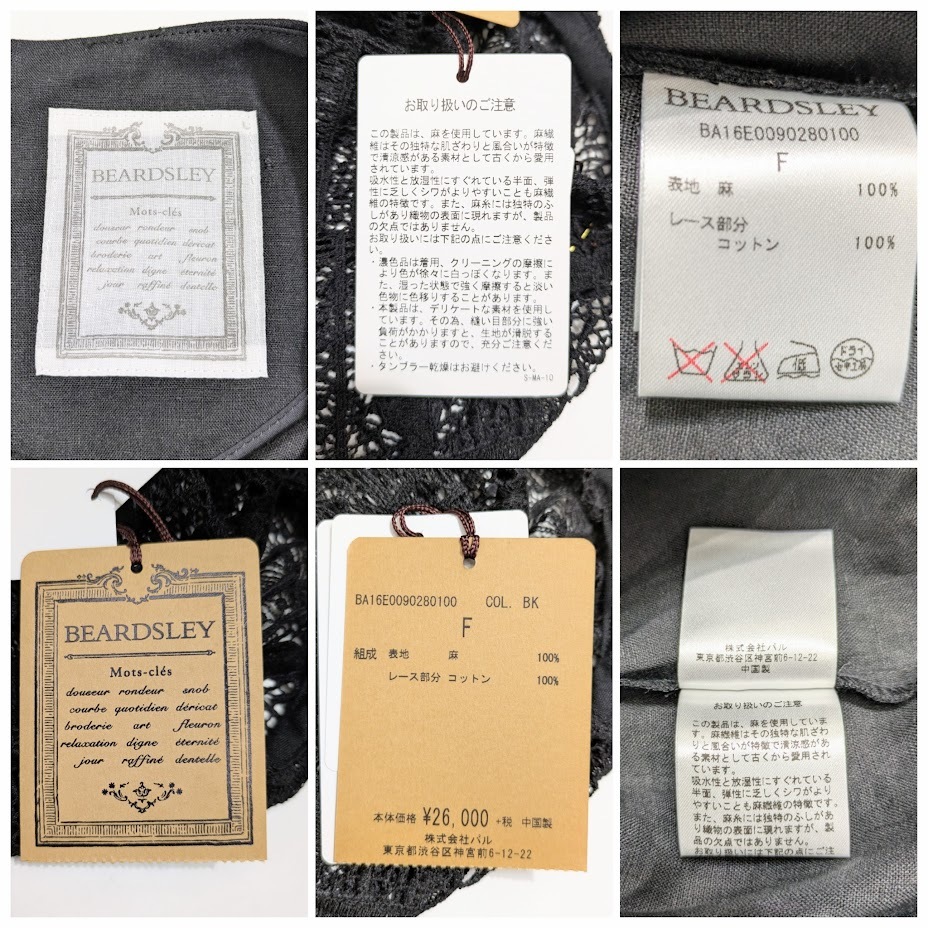 BEARDSLEY
Mots-clés
douseur rondeur snob
courbe quotidien déricat
broderie art fleuron
relaxation digne éternité
jour raffiné dentelle
お取り扱いのご注意
この製品は、麻を使用しています。麻繊
維はその独特な肌ざわりと風合いが特徴
で清涼感がある素材として古くから愛用
されています。
吸水性と放湿性にすぐれている半面、弾
性に乏しくシワがよりやすいことも麻繊
維の特徴です。また、麻糸には独特のふ
しがあり織物の表面に現れますが、製品
の欠点ではありません。
お取り扱いには下記の点にご注意くださ
い。
・濃色品は着用、クリーニングの摩擦に
より色が徐々に白っぽくなります。ま
た、湿った状態で強く摩擦すると淡い
色物に色移りすることがあります。
・本製品は、デリケートな素材を使用し
ています。その為、縫い目部分に強い
負荷がかかりますと、生地が滑脱する
ことがありますので、充分ご注意くださ
い。
・タンブラー乾燥はお避けください。
S-MA-10
BEARDSLEY
BA16E0090280100
F
表地 麻 100%
レース部分
コットン 100%
エンソ
サラシ
低
ドライ
セキユ系
BEARDSLEY
Mots-clés
douseur rondeur snob
courbe quotidien déricat
broderie art fleuron
relaxation digne éternité
jour raffiné dentelle
BA16E0090280100 COL. BK
F
組成 表地 麻 100%
レース部分 コットン 100%
本体価格 ¥26,000 +税 中国製
株式会社パル
東京都渋谷区神宮前6-12-22
株式会社パル
東京都渋谷区神宮前6-12-22
中国製
お取り扱いのご注意
この製品は、麻を使用していま
す。麻繊維はその独特な肌ざわ
りと風合いが特徴で清涼感があ
る素材として古くから愛用され
ています。
吸水性と放湿性にすぐれている
半面、弾性に乏しくシワがより
やすいことも麻繊維の特徴です。
また、麻糸には独特のふしがあ
り織物の表面に現れますが、製
品の欠点ではありません。
お取り扱いには下記の点にご注